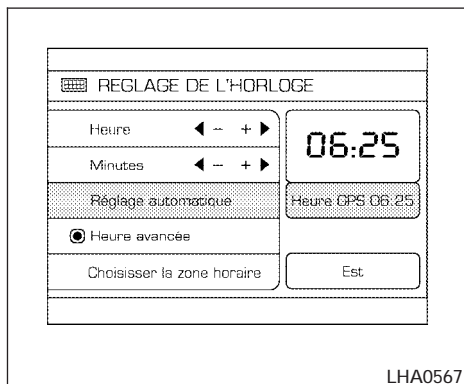 REGLAGE DE L'HORLOGE
Heure ◀ - + ▶
Minutes ◀ - + ▶
06:25
Réglage automatique
Heure GPS 06:25
Heure avancée
Choisisser la zone horaire
Est
LHA0567